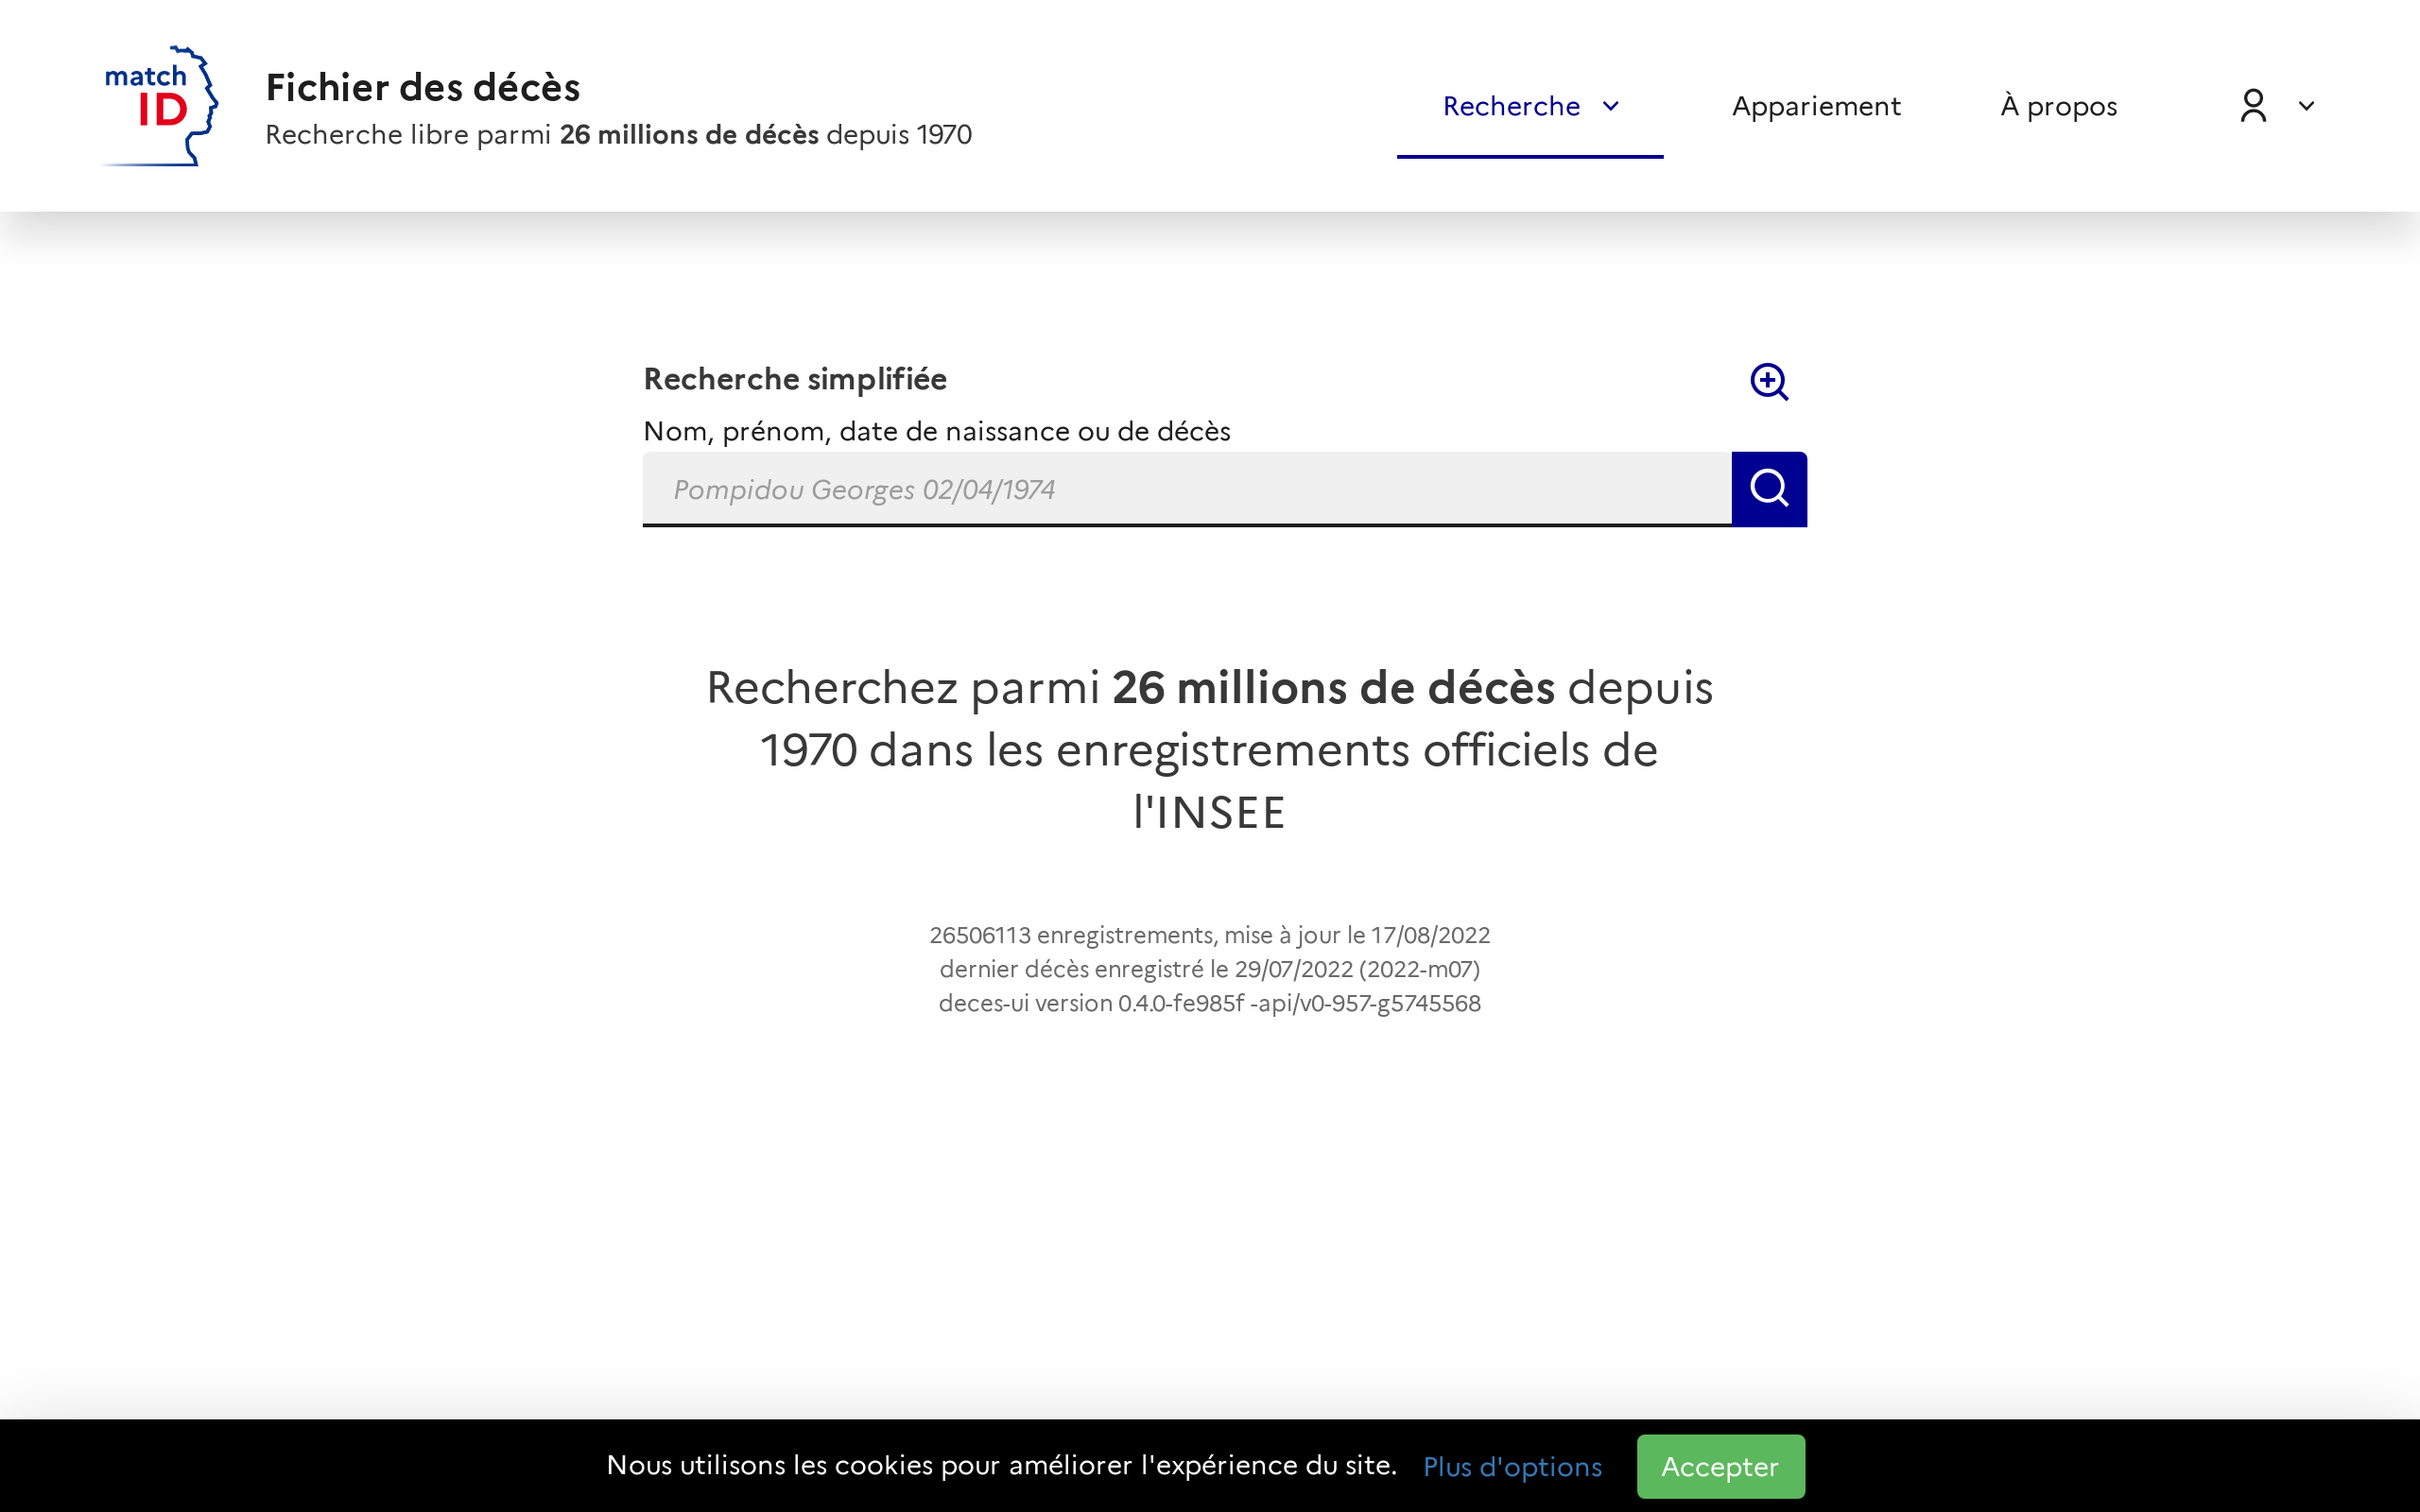 match
ID
Fichier des décès
Recherche libre parmi 26 millions de décès depuis 1970
Recherche
Appariement
À propos
Recherche simplifiée
Nom, prénom, date de naissance ou de décès
Pompidou Georges 02/04/1974
Recherchez parmi 26 millions de décès depuis
1970 dans les enregistrements officiels de
l'INSEE
26506113 enregistrements, mise à jour le 17/08/2022
dernier décès enregistré le 29/07/2022 (2022-m07)
deces-ui version 0.4.0-fe985f -api/v0-957-g5745568
Nous utilisons les cookies pour améliorer l'expérience du site.
Plus d'options
Accepter